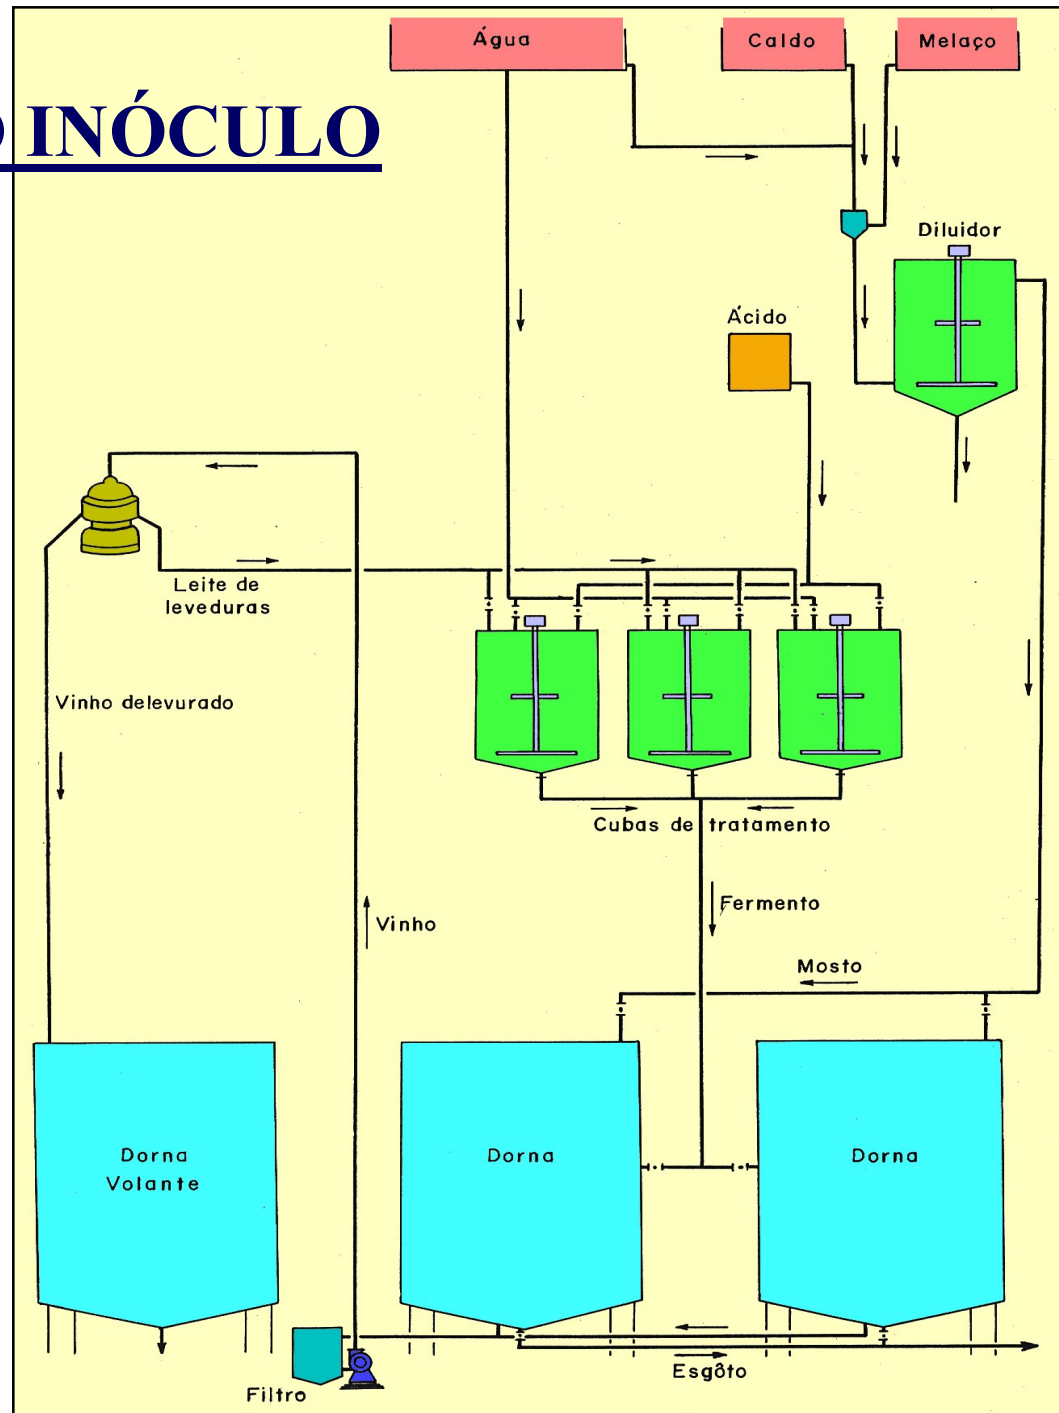 Água
Caldo
Melaço
INÓCULO
Diluidor
Ácido
Leite de
leveduras
Vinho delevurado
Cubas de tratamento
Fermento
Vinho
Mosto
Dorna
Volante
Dorna
Dorna
Esgôto
Filtro